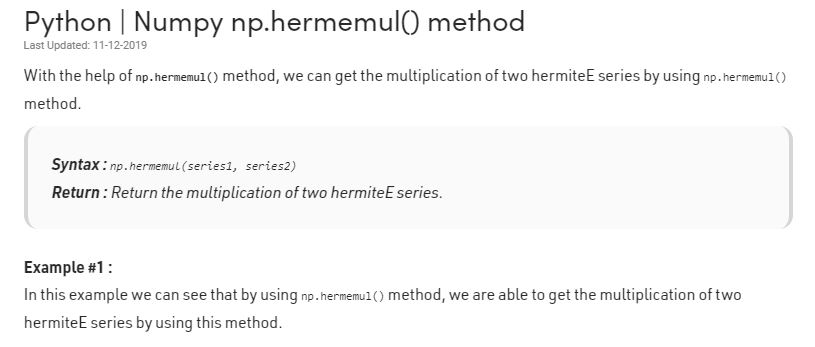 Python | Numpy np.hermemul() method
Last Updated: 11-12-2019
With the help of np.hermemul() method, we can get the multiplication of two hermiteE series by using np.hermemul()
method.
Syntax : np.hermemul(series1, series2)
Return : Return the multiplication of two hermiteE series.
Example #1 :
In this example we can see that by using np.hermemul() method, we are able to get the multiplication of two
hermiteE series by using this method.